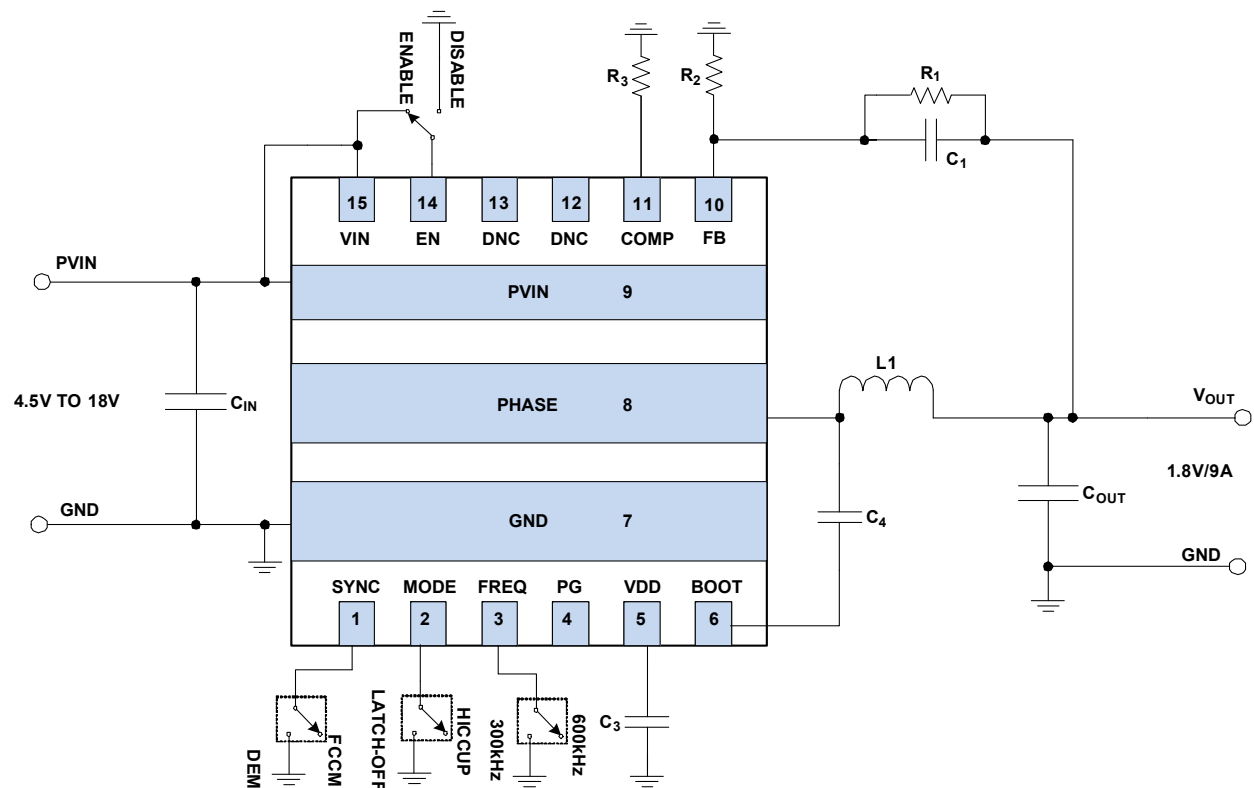 DISABLE
ENABLE
R3
R2
R1
C1
15
14
13
12
11
10
VIN
EN
DNC
DNC
COMP
FB
PVIN
PVIN 9
L1
4.5V TO 18V
CIN
PHASE 8
VOUT
1.8V/9A
COUT
GND
GND 7
C4
GND
SYNC
MODE
FREQ
PG
VDD
BOOT
1
2
3
4
5
6
DEM
FCCM
LATCH-OFF
HICCUP
300kHz
600kHz
C3